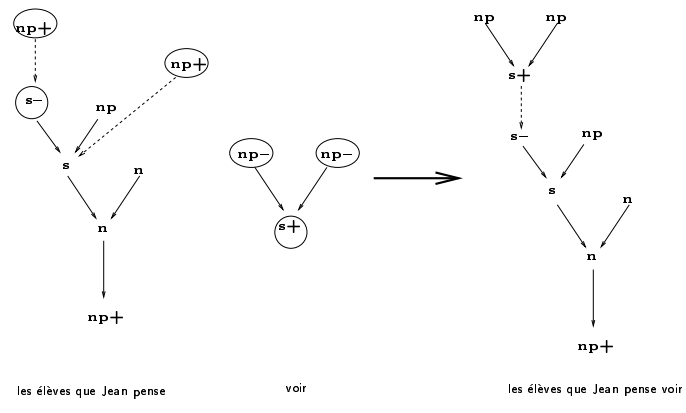 np+
np+
s−
np
s
n
n
np+
les élèves que Jean pense
np− np−
s+
voir
np np
s+
s−
np
s
n
n
np+
les élèves que Jean pense voir